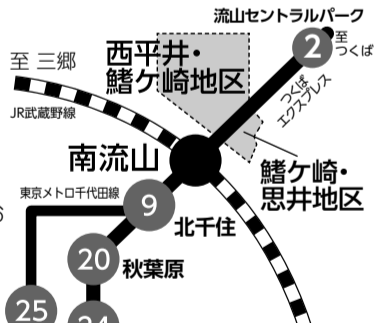 流山セントラルパーク
至
つくば
2
至 三郷
西平井・
鰭ケ崎地区
つくば
エクスプレス
JR武蔵野線
南流山
鰭ケ崎・
思井地区
東京メトロ千代田線
9
北千住
20
秋葉原
25